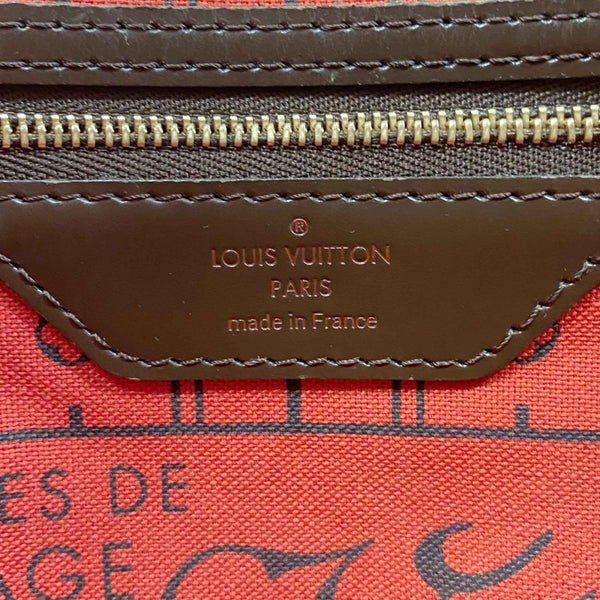 ®
LOUIS VUITTON
PARIS
made in France
ES DE
AGE